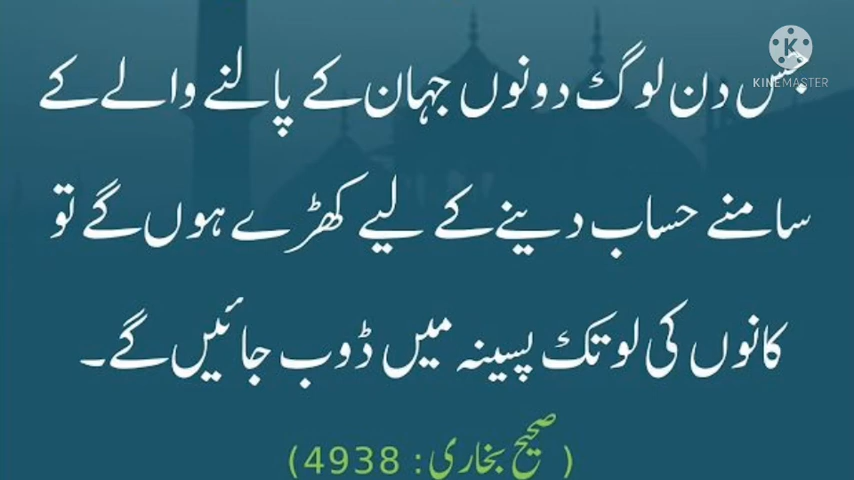 جس دن لوگ دونوں جہان کے پالنے والے کے
سامنے حساب دینے کے لیے کھڑے ہوں گے تو
کانوں کی لو تک پسینہ میں ڈوب جائیں گے۔
(صحیح بخاری: 4938)
K
KINEMASTER